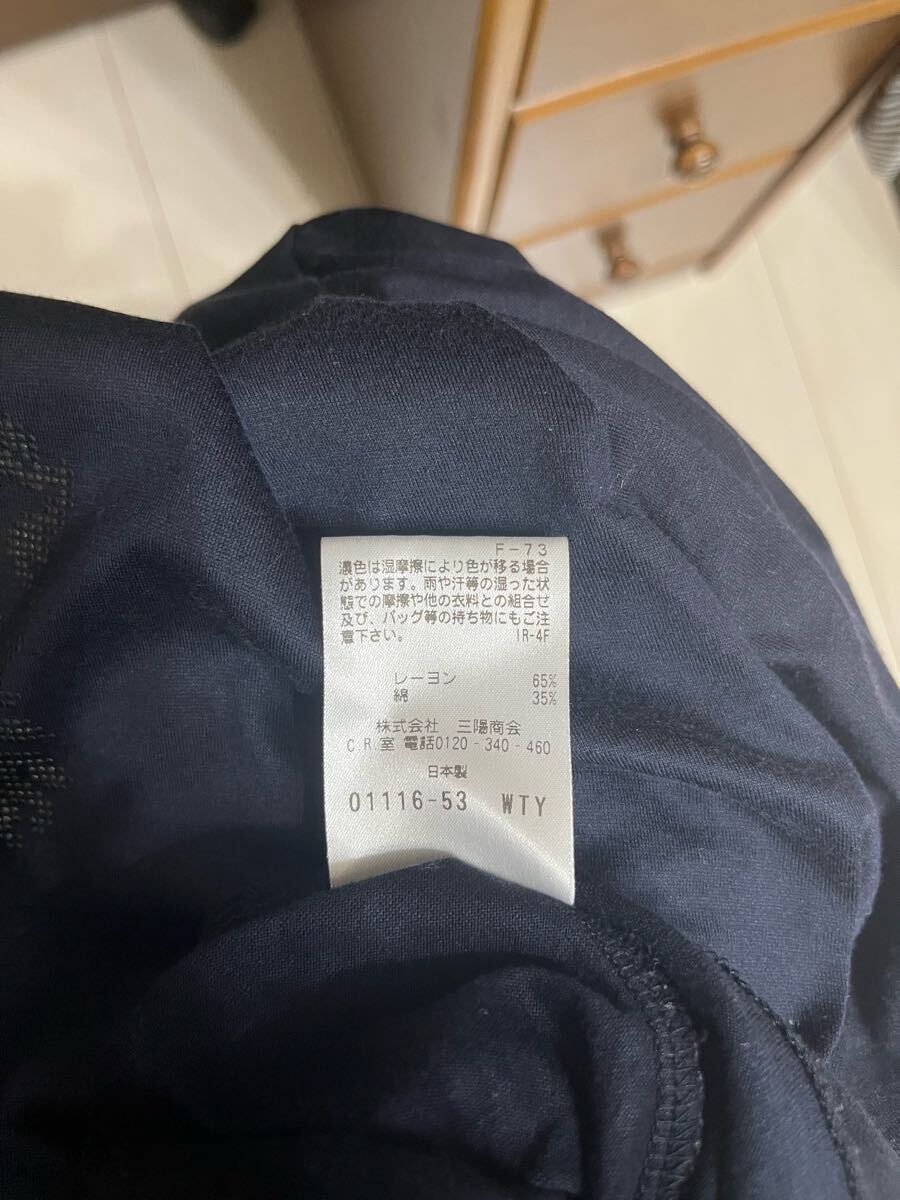 F-73
濃色は湿摩擦により色が移る場合
があります。雨や汗等の湿った状
態での摩擦や他の衣料との組合せ
及び、バッグ等の持ち物にもご注
意下さい。 IR-4F
レーヨン 65%
綿 35%
株式会社 三陽商会
C.R.室 電話0120-340-460
日本製
01116-53 WTY